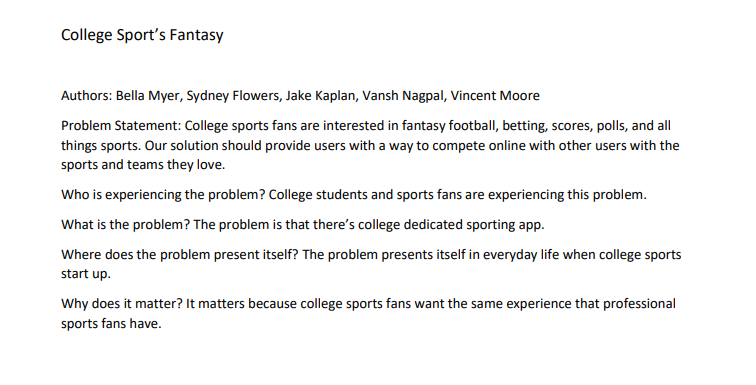 College Sport’s Fantasy
Authors: Bella Myer, Sydney Flowers, Jake Kaplan, Vansh Nagpal, Vincent Moore
Problem Statement: College sports fans are interested in fantasy football, betting, scores, polls, and all
things sports. Our solution should provide users with a way to compete online with other users with the
sports and teams they love.
Who is experiencing the problem? College students and sports fans are experiencing this problem.
What is the problem? The problem is that there’s college dedicated sporting app.
Where does the problem present itself? The problem presents itself in everyday life when college sports
start up.
Why does it matter? It matters because college sports fans want the same experience that professional
sports fans have.